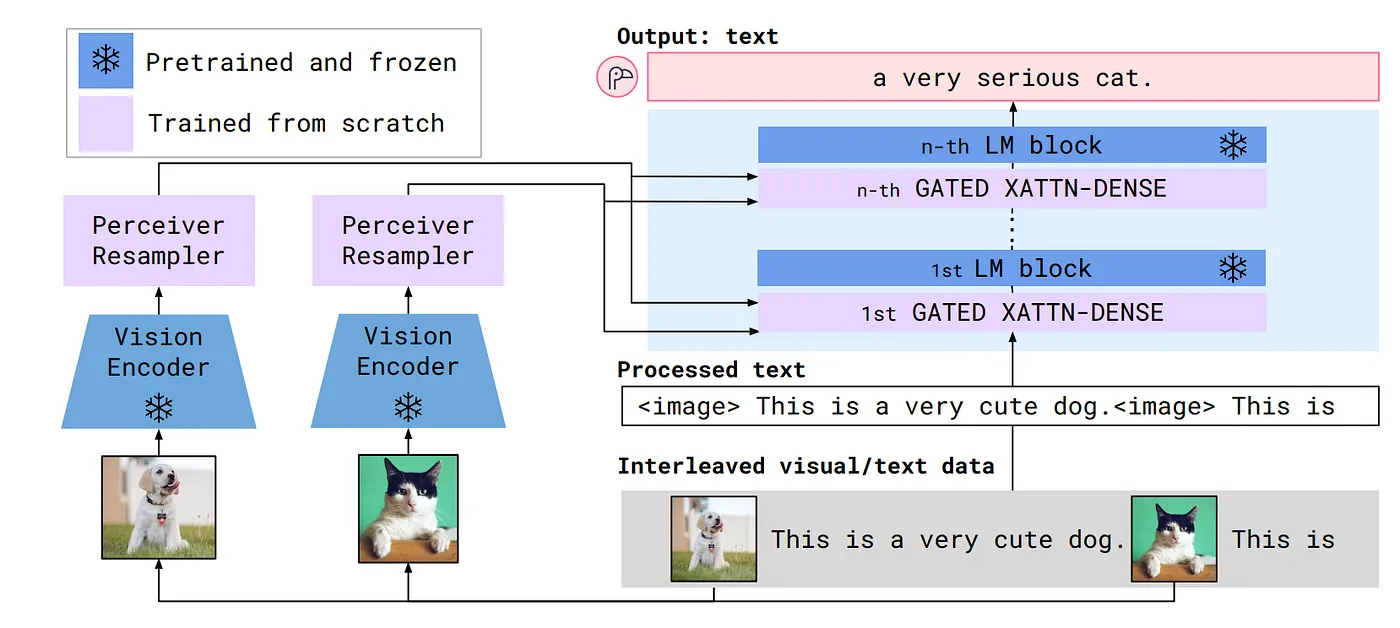 Pretrained and frozen
Trained from scratch
Perceiver
Resampler
Perceiver
Resampler
Vision
Encoder
Vision
Encoder
Output: text
a very serious cat.
n-th LM block
n-th GATED XATTN-DENSE
1st LM block
1st GATED XATTN-DENSE
Processed text
<image> This is a very cute dog.<image> This is
Interleaved visual/text data
This is a very cute dog. This is